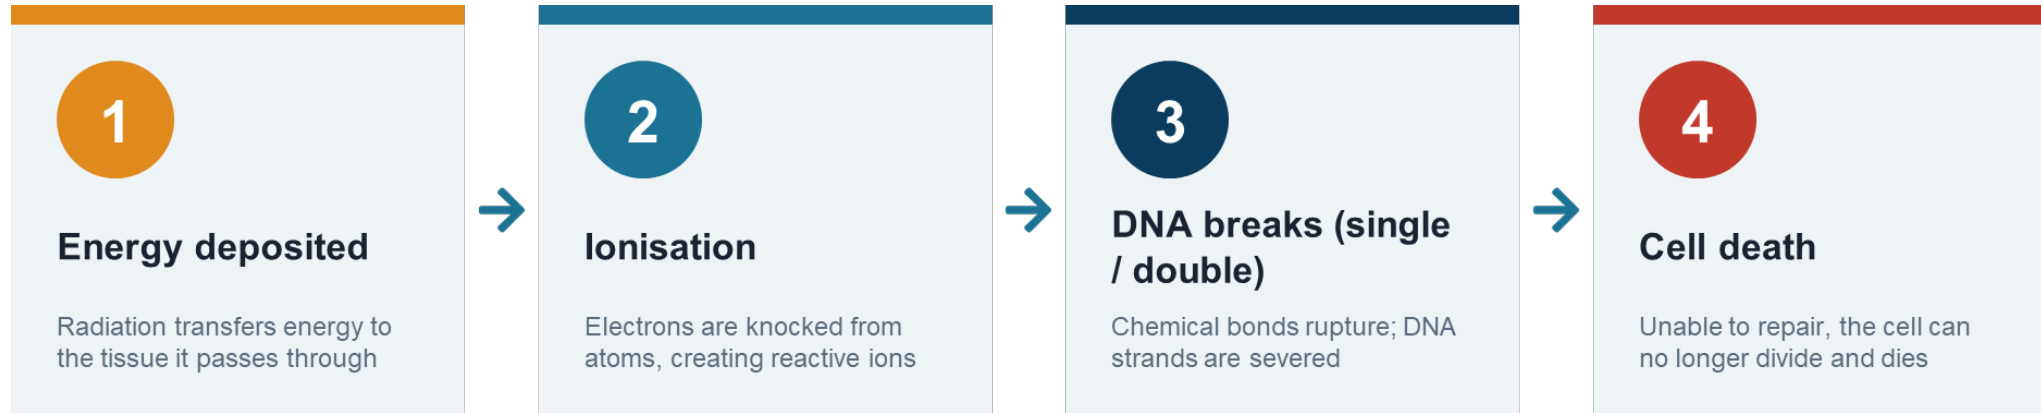 1
Energy deposited
Radiation transfers energy to
the tissue it passes through
2
Ionisation
Electrons are knocked from
atoms, creating reactive ions
3
DNA breaks (single
/ double)
Chemical bonds rupture; DNA
strands are severed
4
Cell death
Unable to repair, the cell can
no longer divide and dies